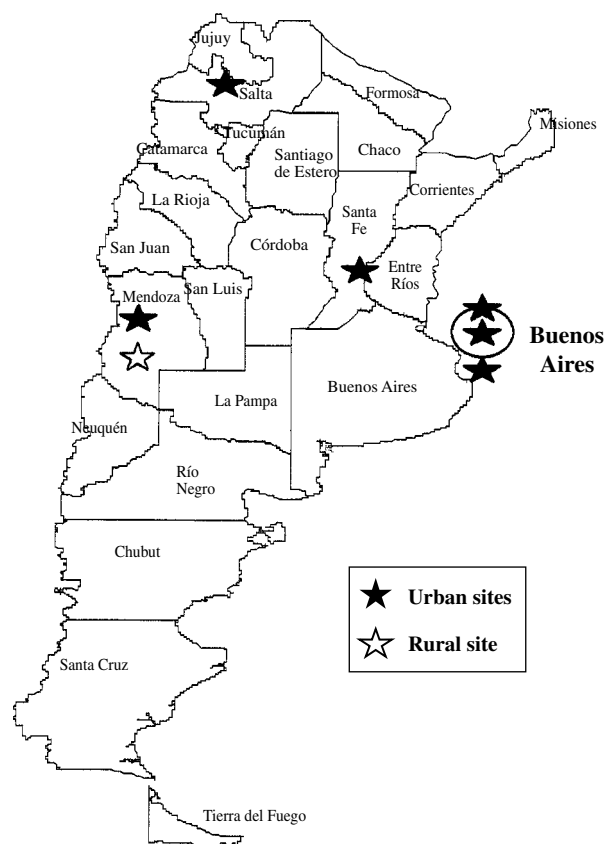 Jujuy
Salta
Formosa
Misiones
Tucumán
Catamarca
Santiago
de Estero
Chaco
La Rioja
Corrientes
Santa
Fe
San Juan
Córdoba
Entre
Ríos
Mendoza
San Luis
Buenos
Aires
La Pampa
Buenos Aires
Neuquén
Río
Negro
Chubut
Urban sites
Rural site
Santa Cruz
Tierra del Fuego